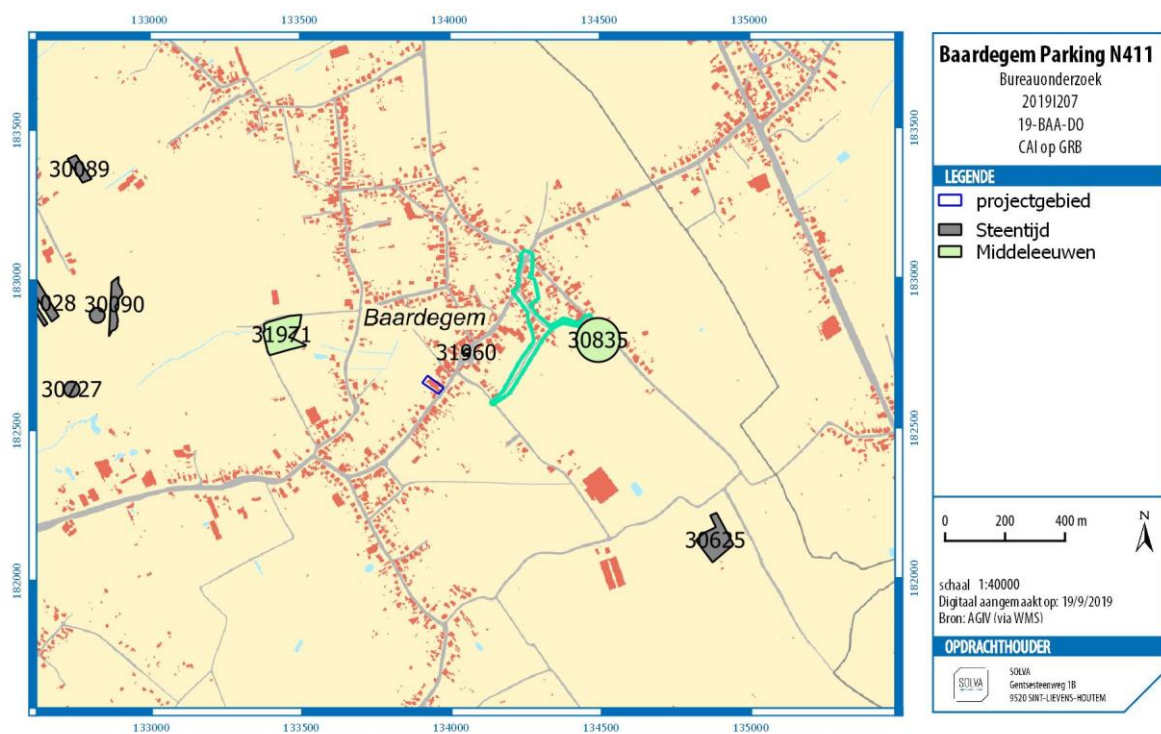 133000
133500
134000
134500
135000
183500
183000
182500
182000
183500
183000
182500
182000
133000
133500
134000
134500
135000
30089
028
30090
31971
Baardegem
31960
30835
30625
Baardegem Parking N411
Bureauonderzoek
2019I207
19-BAA-DO
CAI op GRB
LEGENDE
projectgebied
Steentijd
Middeleeuwen
0 200 400 m
N
schaal 1:40000
Digitaal aangemaakt op: 19/9/2019
Bron: AGIV (via WMS)
OPDRACHTHOUDER
SOLVA
SOLVA
Gentsesteenweg 1B
9520 SINT-LIEVENS-HOUTEM